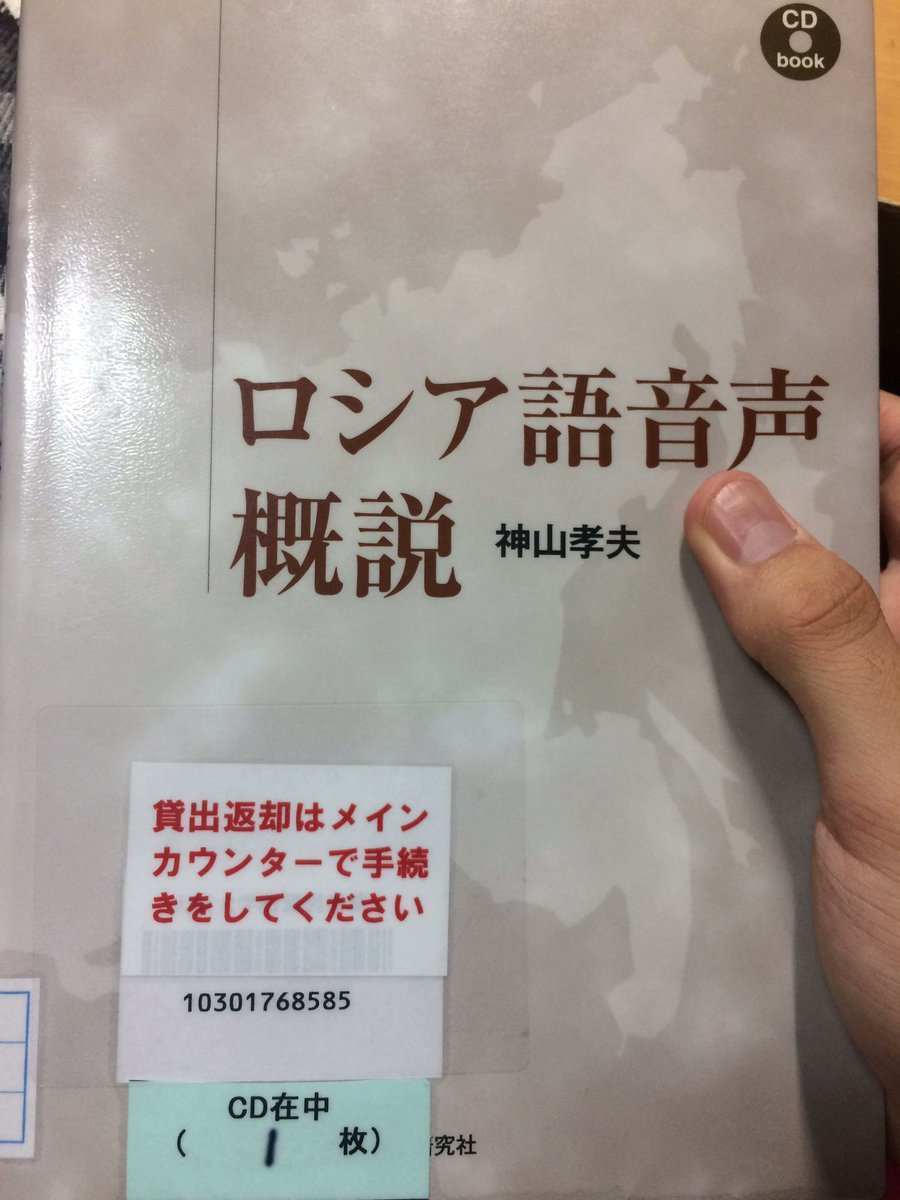 CD
book
ロシア語音声
概説
神山孝夫
貸出返却はメイン
カウンターで手続
きをしてください
10301768585
CD在中
( 1 枚)
研究社